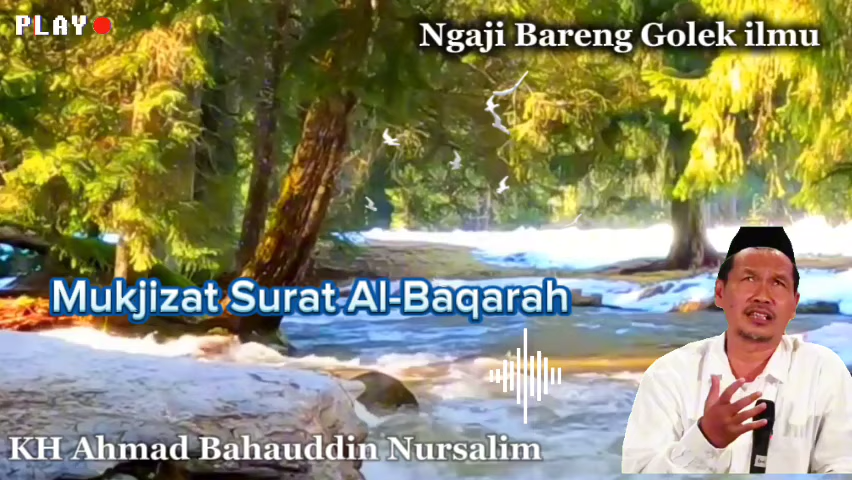 PLAY
Ngaji Bareng Golek ilmu
Mukjizat Surat Al-Baqarah
KH Ahmad Bahauddin Nursalim